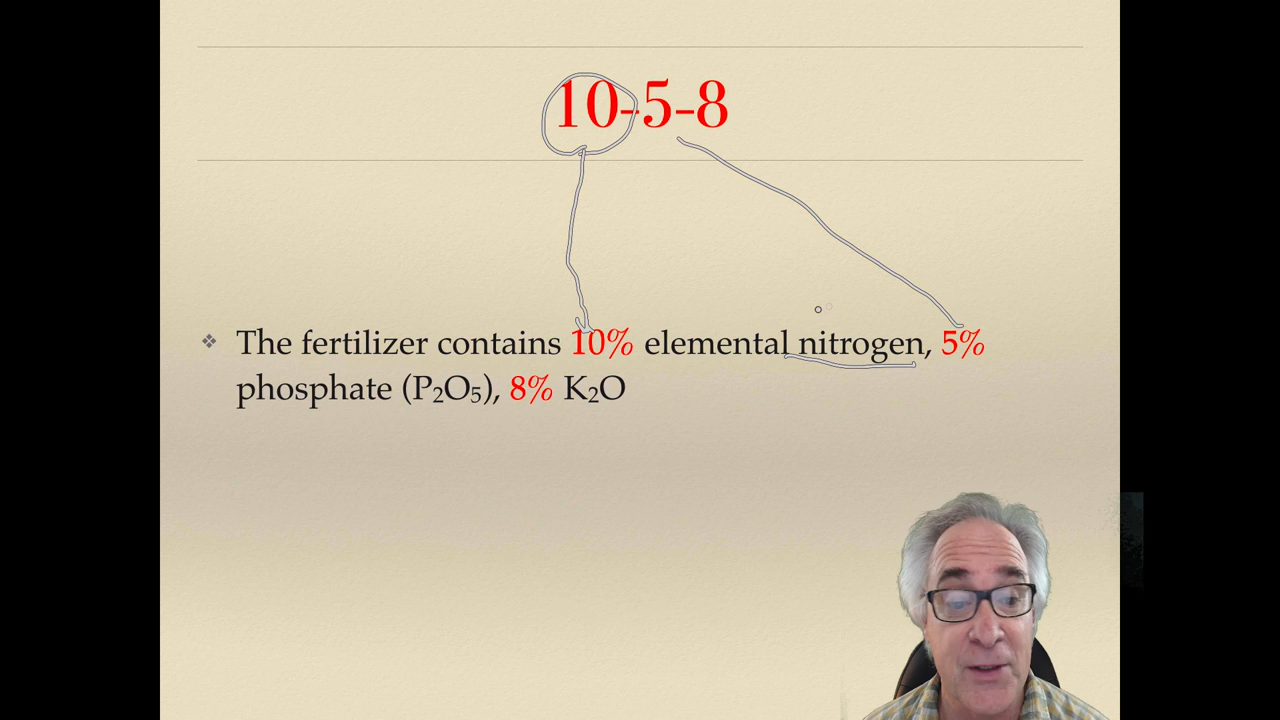 10-5-8
❖ The fertilizer contains 10% elemental nitrogen, 5%
phosphate (P₂O₅), 8% K₂O